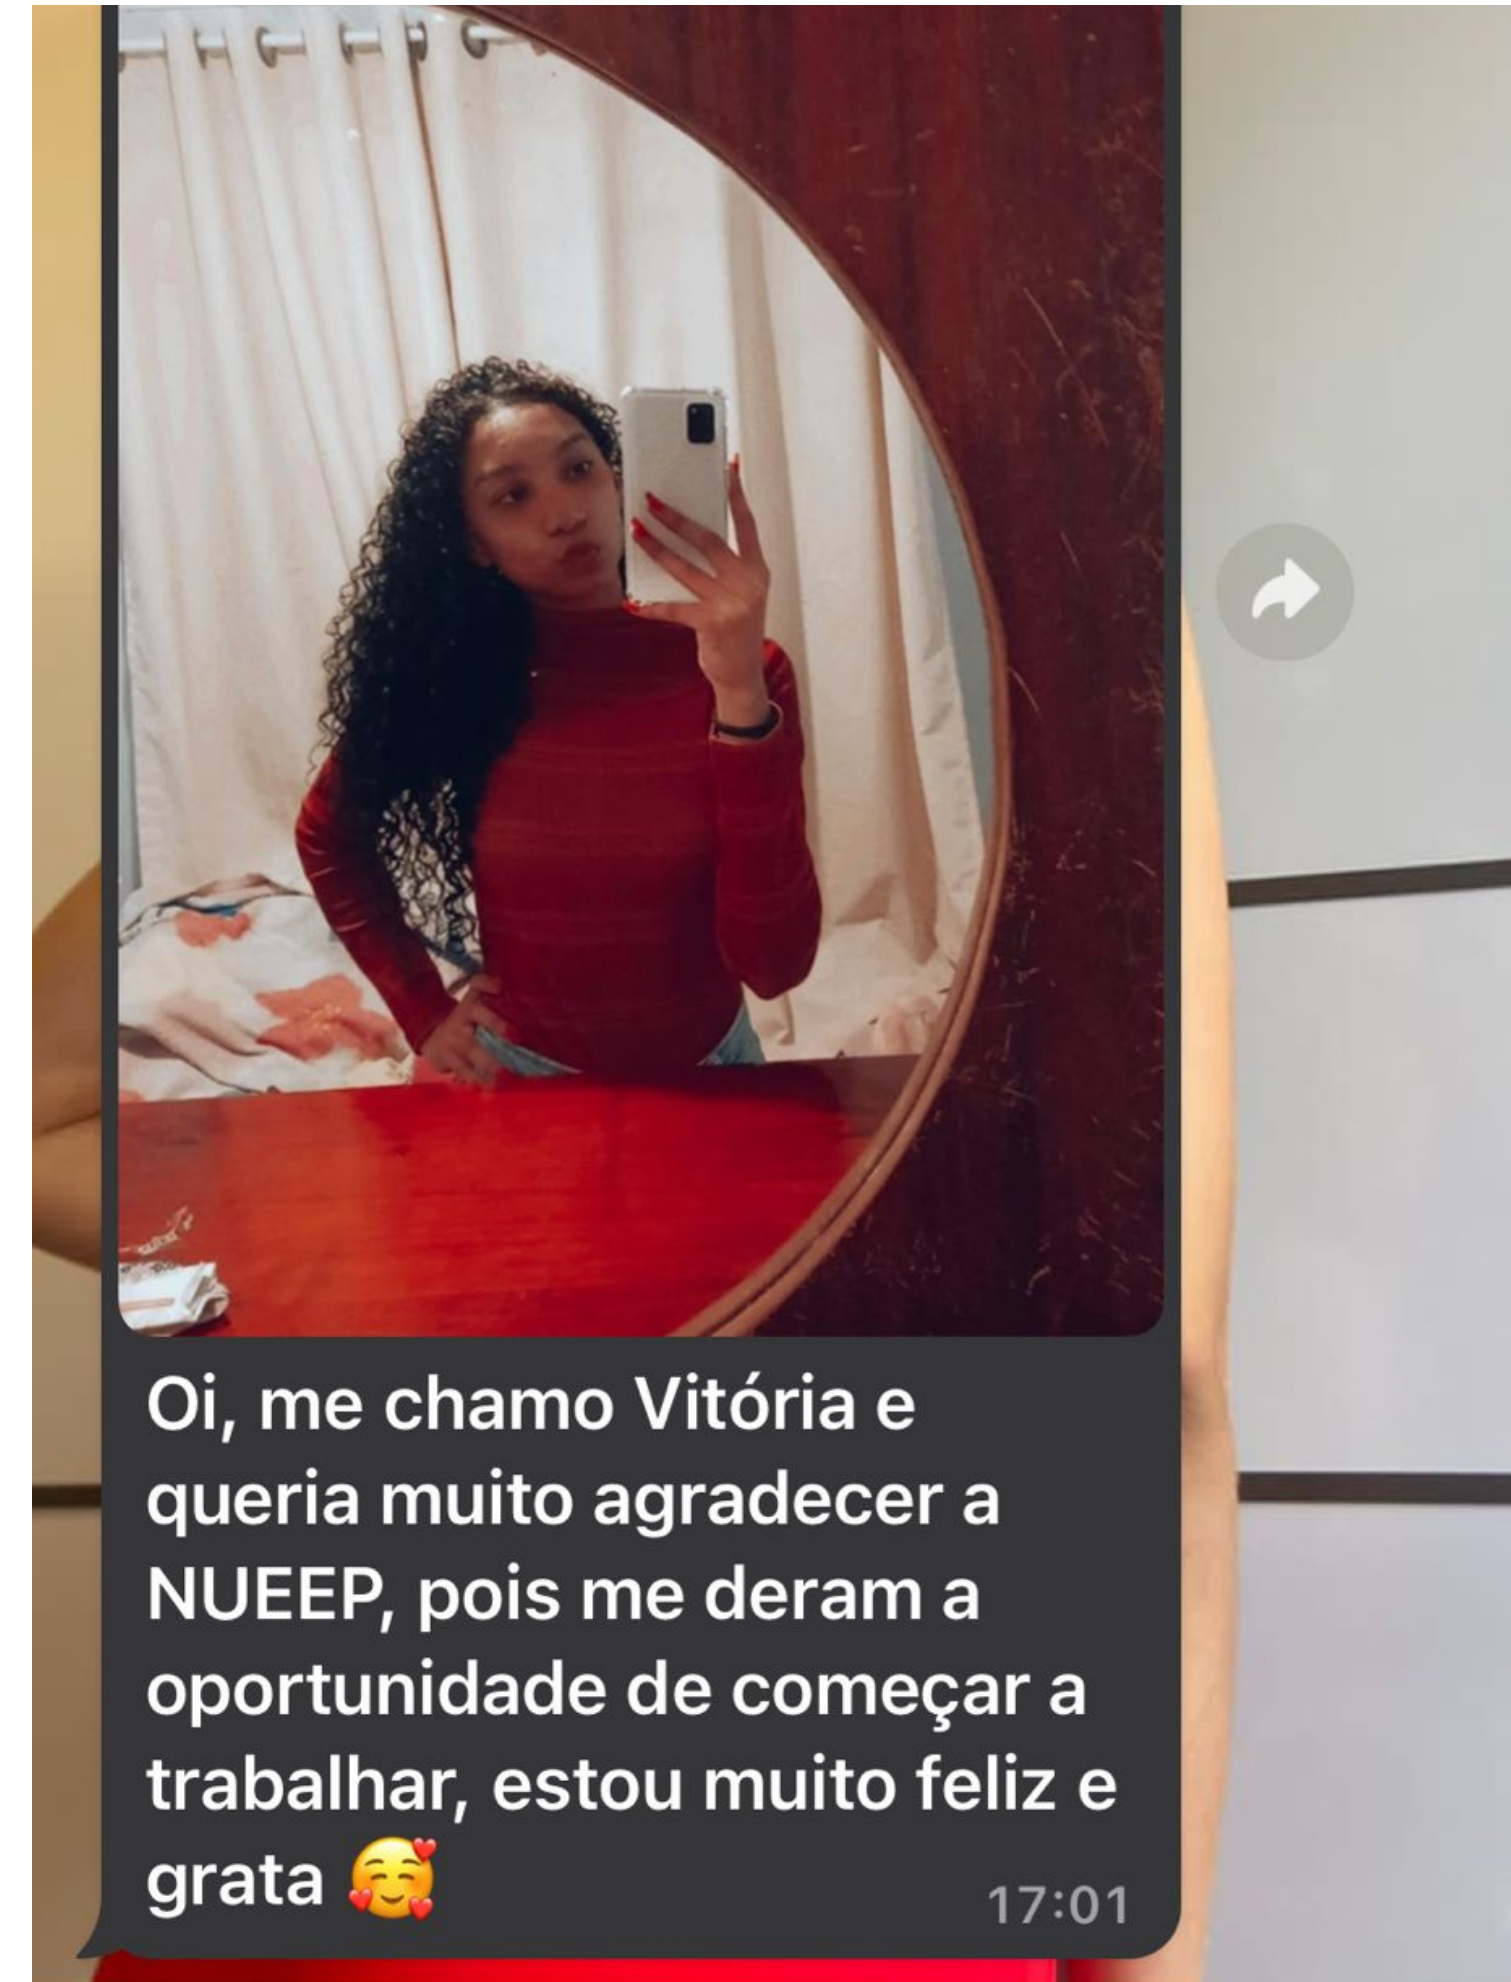 Oi, me chamo Vitória e
queria muito agradecer a
NUEEP, pois me deram a
oportunidade de começar a
trabalhar, estou muito feliz e
grata 🥰
17:01